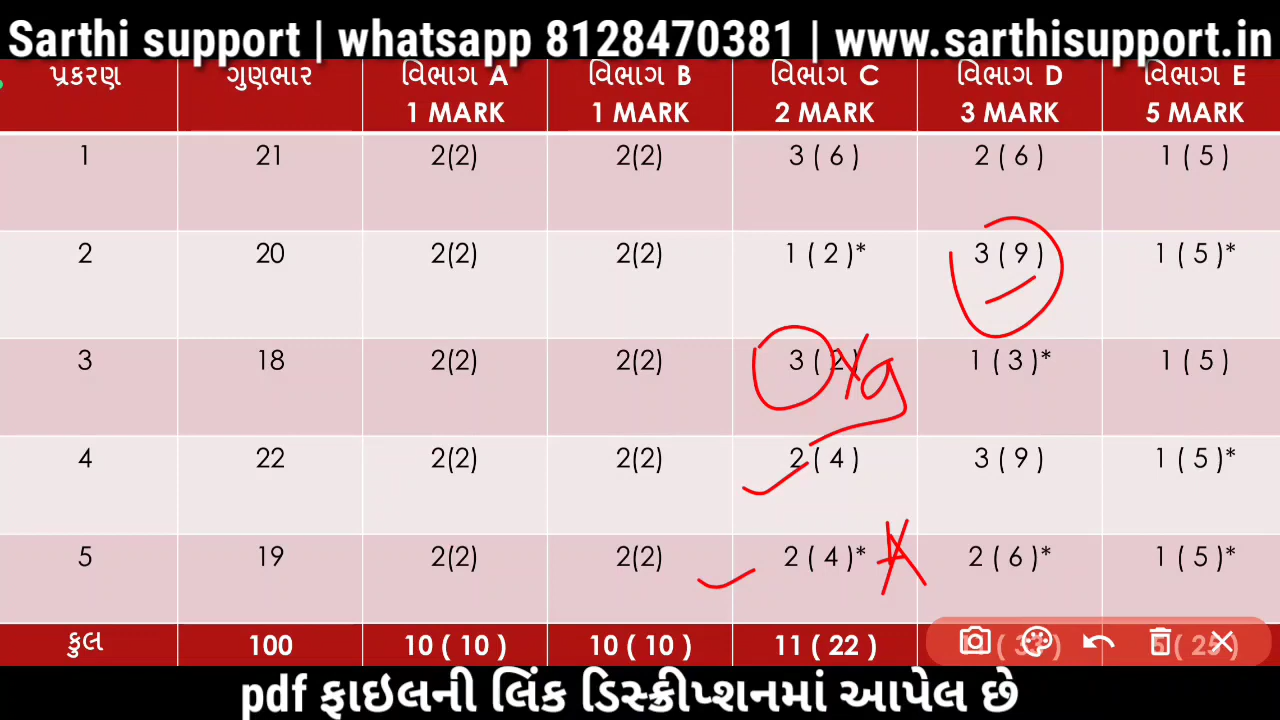 Sarthi support | whatsapp 8128470381 | www.sarthisupport.in
પ્રકરણ ગુણભાર વિભાગ A વિભાગ B વિભાગ C વિભાગ D વિભાગ E
1 MARK 1 MARK 2 MARK 3 MARK 5 MARK
1 21 2(2) 2(2) 3 ( 6 ) 2 ( 6 ) 1 ( 5 )
2 20 2(2) 2(2) 1 ( 2 )* 3 ( 9 ) 1 ( 5 )*
3 18 2(2) 2(2) 3 ( 2 ) 1 ( 3 )* 1 ( 5 )
4 22 2(2) 2(2) 2 ( 4 ) 3 ( 9 ) 1 ( 5 )*
5 19 2(2) 2(2) 2 ( 4 )* 2 ( 6 )* 1 ( 5 )*
કુલ 100 10 ( 10 ) 10 ( 10 ) 11 ( 22 ) ( 33 ) 5 ( 25 )
pdf ફાઇલની લિંક ડિસ્ક્રીપ્શનમાં આપેલ છે